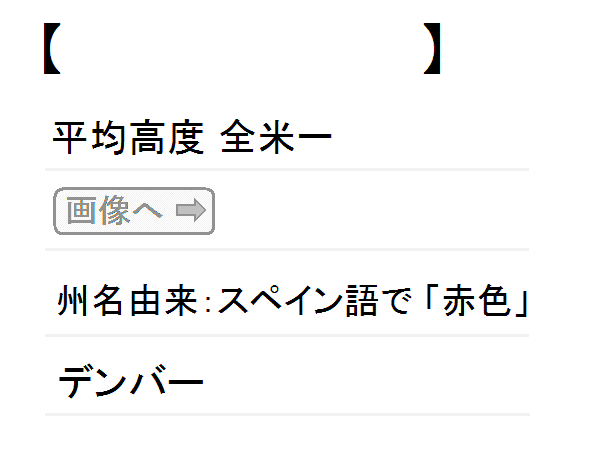 【 】
平均高度 全米一
画像へ ⇨
州名由来：スペイン語で「赤色」
デンバー